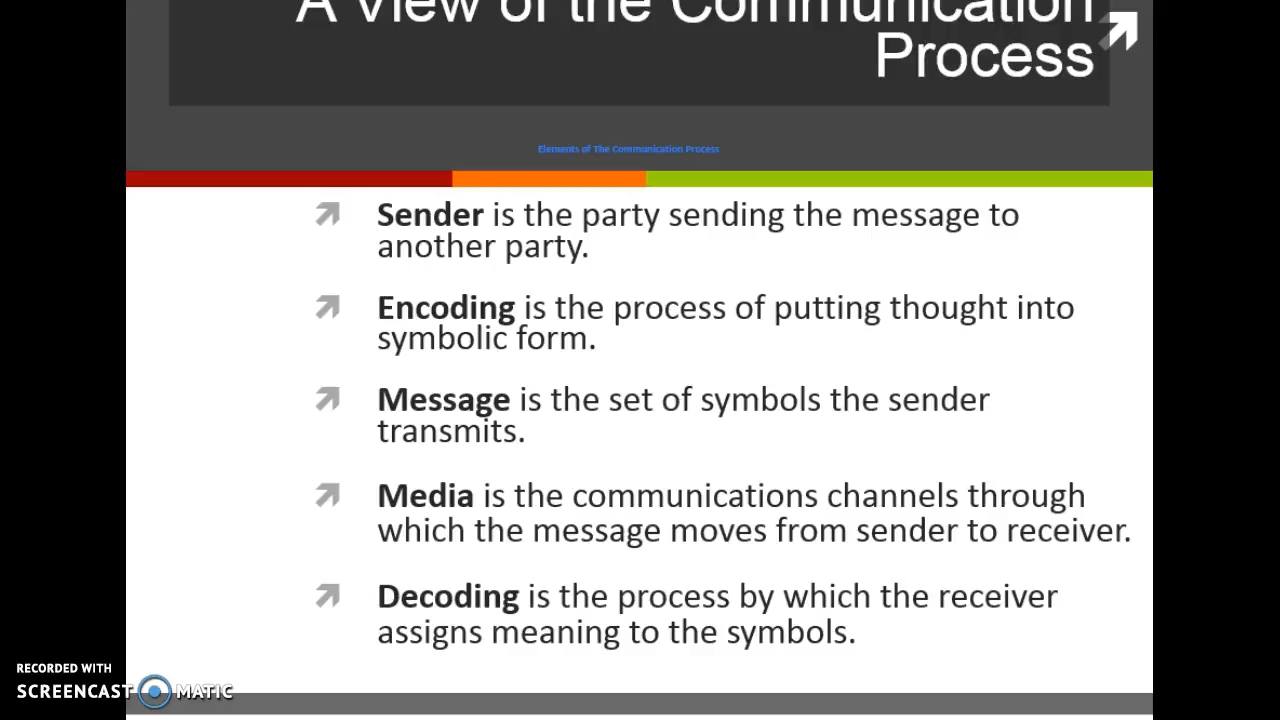 A View of the Communication
Process
Elements of The Communication Process
Sender is the party sending the message to
another party.
Encoding is the process of putting thought into
symbolic form.
Message is the set of symbols the sender
transmits.
Media is the communications channels through
which the message moves from sender to receiver.
Decoding is the process by which the receiver
assigns meaning to the symbols.
RECORDED WITH
SCREENCAST MATIC